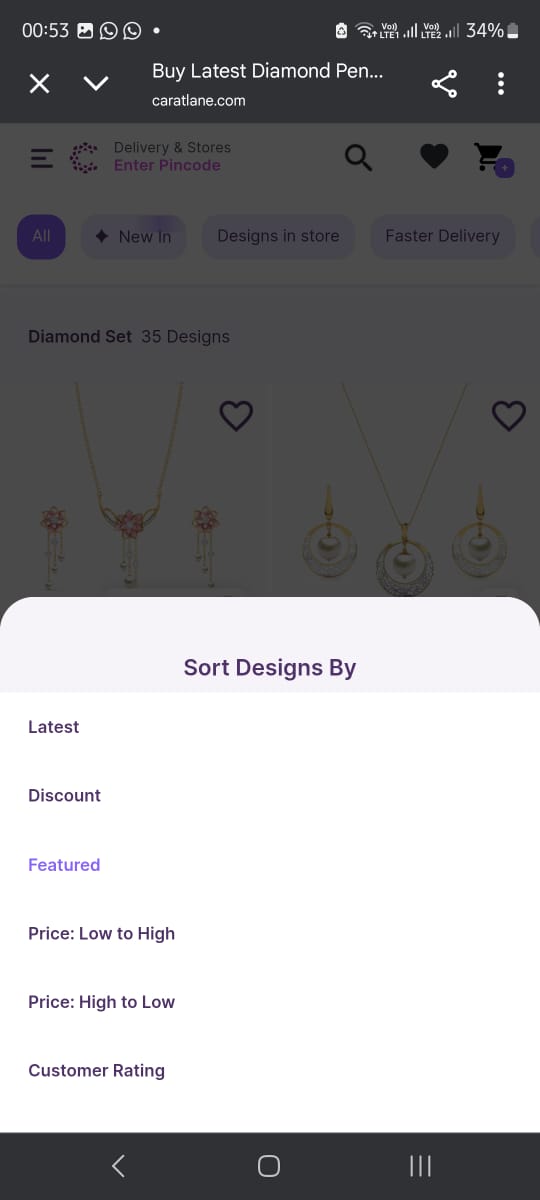 00:53 Vo)) LTE1 Vo)) LTE2 34%
Buy Latest Diamond Pen...
caratlane.com
Delivery & Stores
Enter Pincode
All New In Designs in store Faster Delivery
Diamond Set 35 Designs
Sort Designs By
Latest
Discount
Featured
Price: Low to High
Price: High to Low
Customer Rating